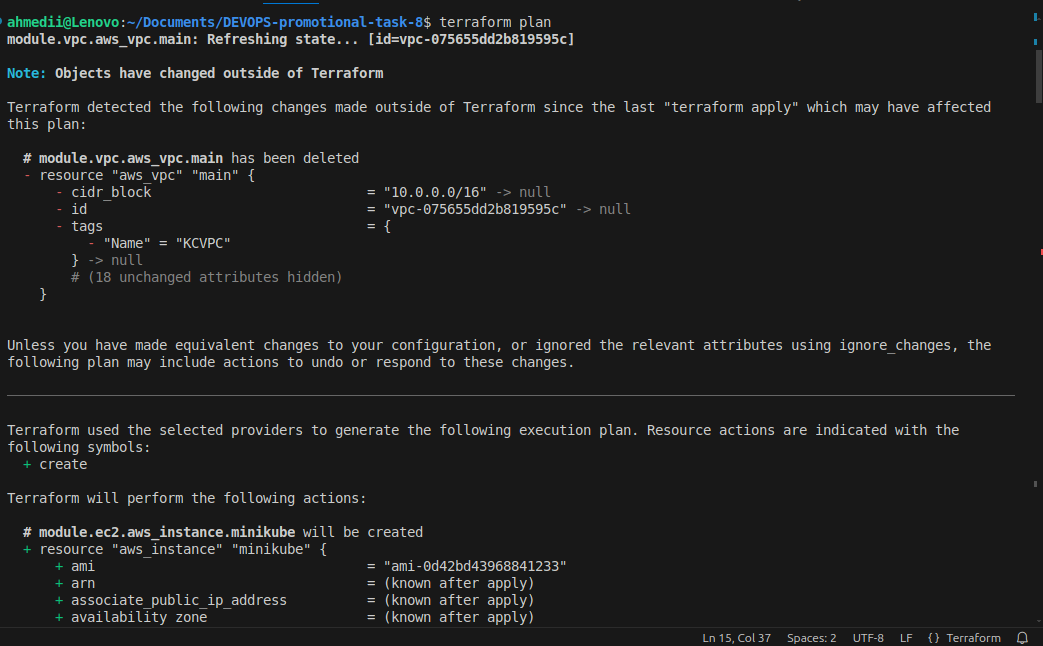 ahmedii@Lenovo:~/Documents/DEVOPS-promotional-task-8$ terraform plan
module.vpc.aws_vpc.main: Refreshing state... [id=vpc-075655dd2b819595c]
Note: Objects have changed outside of Terraform
Terraform detected the following changes made outside of Terraform since the last "terraform apply" which may have affected
this plan:
  # module.vpc.aws_vpc.main has been deleted
  - resource "aws_vpc" "main" {
      - cidr_block                           = "10.0.0.0/16" -> null
      - id                                   = "vpc-075655dd2b819595c" -> null
      - tags                                 = {
          - "Name" = "KCVPC"
        } -> null
        # (18 unchanged attributes hidden)
    }
Unless you have made equivalent changes to your configuration, or ignored the relevant attributes using ignore_changes, the
following plan may include actions to undo or respond to these changes.
Terraform used the selected providers to generate the following execution plan. Resource actions are indicated with the
following symbols:
  + create
Terraform will perform the following actions:
  # module.ec2.aws_instance.minikube will be created
  + resource "aws_instance" "minikube" {
      + ami                                  = "ami-0d42bd43968841233"
      + arn                                  = (known after apply)
      + associate_public_ip_address          = (known after apply)
      + availability_zone                    = (known after apply)
Ln 15, Col 37 Spaces: 2 UTF-8 LF {} Terraform